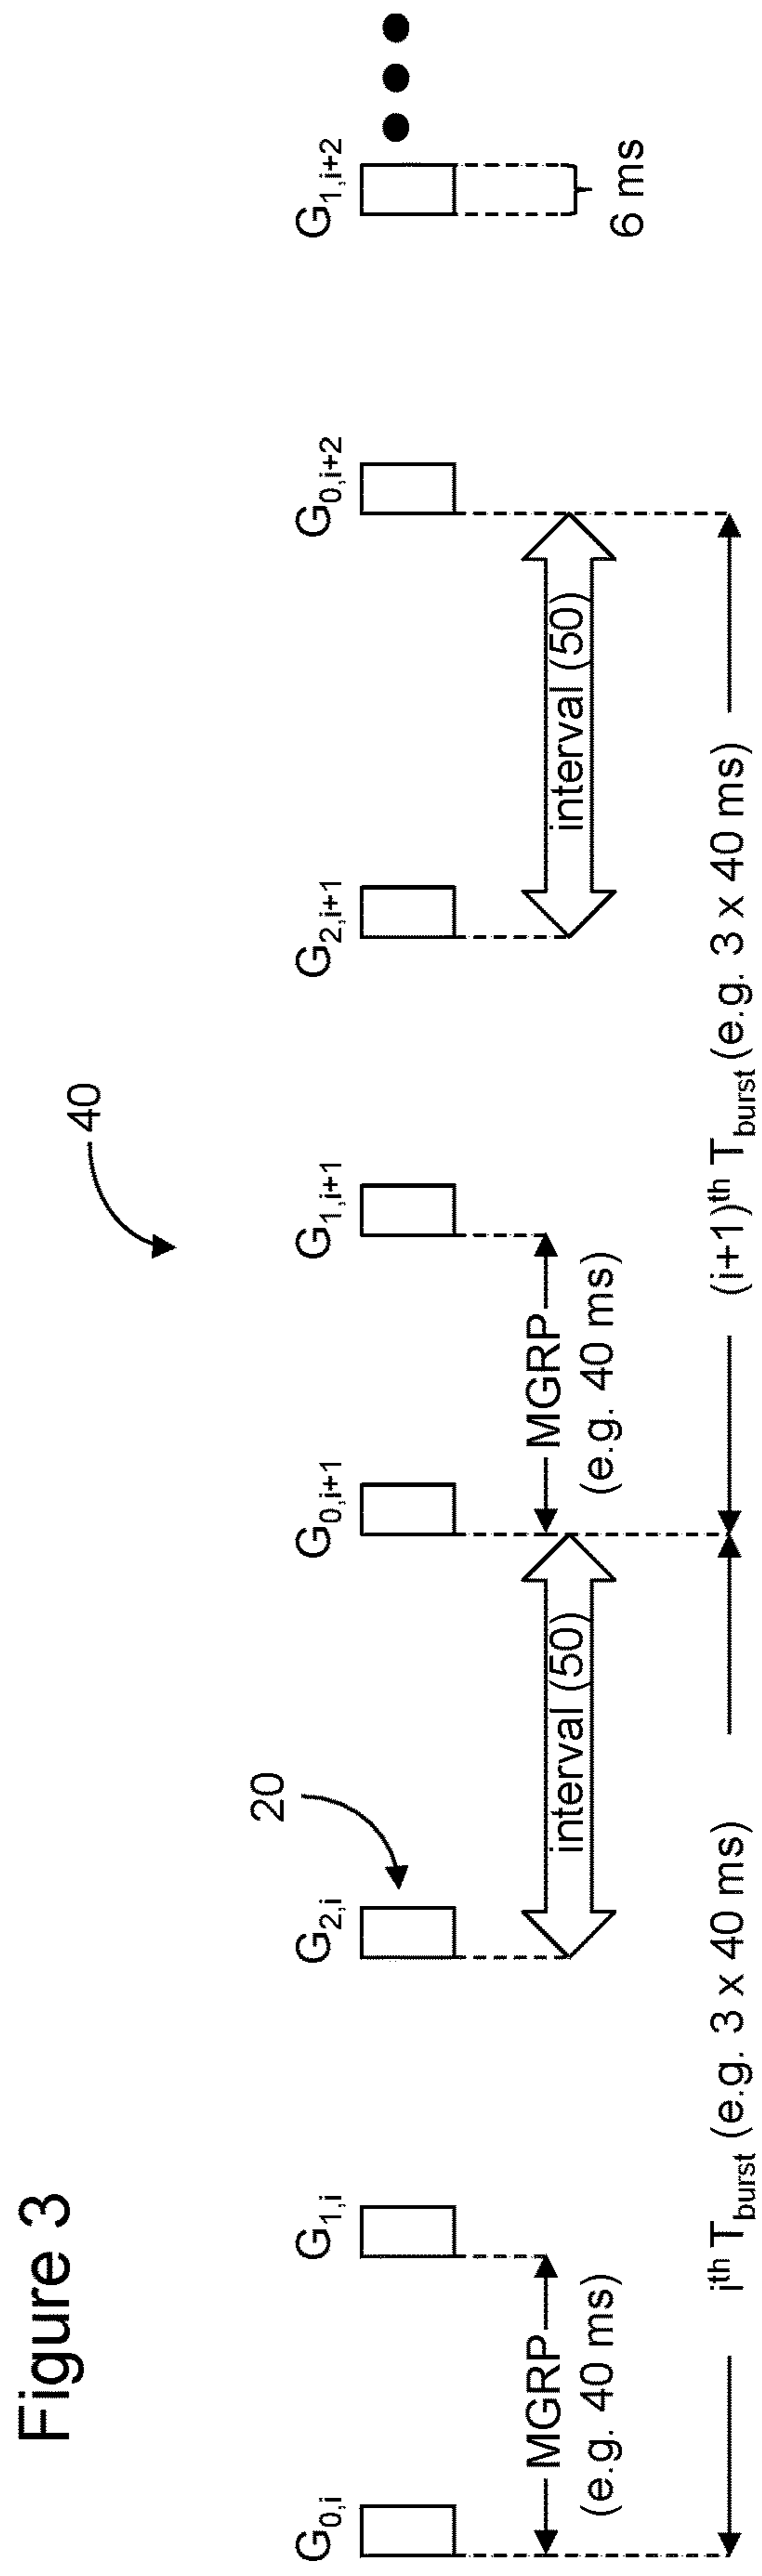 Figure 3
40
20
G0,i
G1,i
G2,i
G0,i+1
G1,i+1
G2,i+1
G0,i+2
G1,i+2
MGRP
(e.g. 40 ms)
interval (50)
MGRP
(e.g. 40 ms)
interval (50)
6 ms
ith Tburst (e.g. 3 x 40 ms)
(i+1)th Tburst (e.g. 3 x 40 ms)